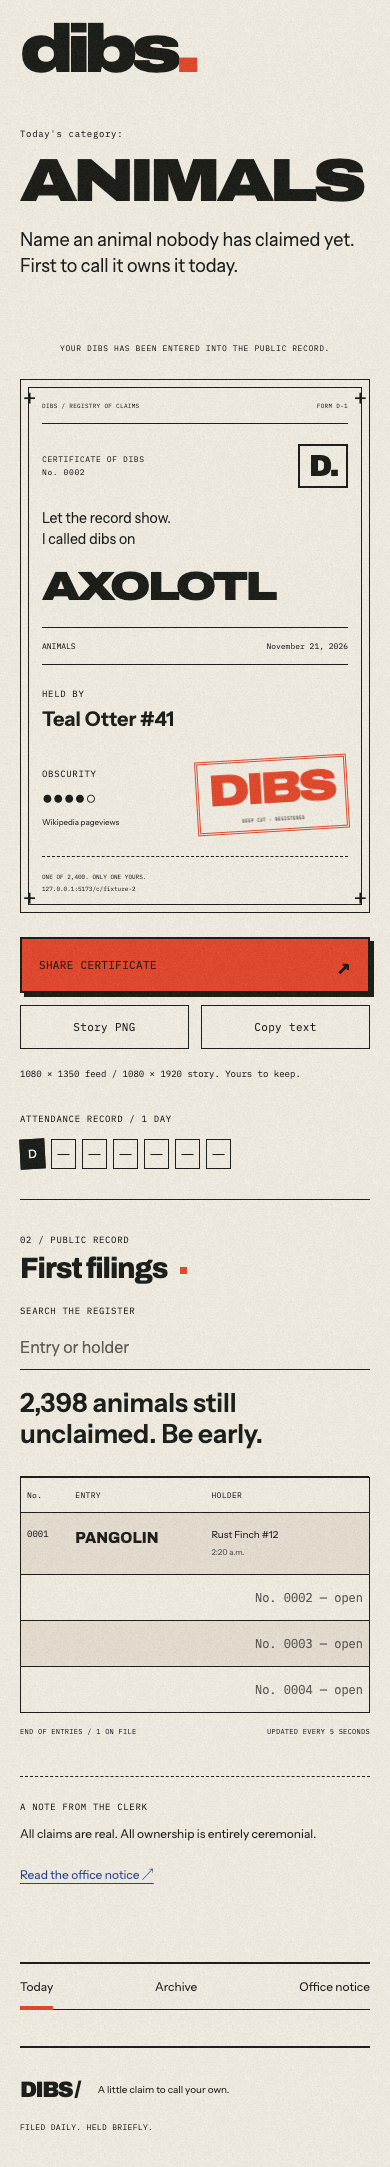 dibs.
Today's category:
ANIMALS
Name an animal nobody has claimed yet.
First to call it owns it today.
YOUR DIBS HAS BEEN ENTERED INTO THE PUBLIC RECORD.
DIBS / REGISTRY OF CLAIMS FORM D-1
CERTIFICATE OF DIBS
No. 0002
D.
Let the record show.
I called dibs on
AXOLOTL
ANIMALS November 21, 2026
HELD BY
Teal Otter #41
OBSCURITY
●●●●○
Wikipedia pageviews
DIBS
DEEP CUT · REGISTERED
ONE OF 2,400. ONLY ONE YOURS.
127.0.0.1:5173/c/fixture-2
SHARE CERTIFICATE ↗
Story PNG Copy text
1080 × 1350 feed / 1080 × 1920 story. Yours to keep.
ATTENDANCE RECORD / 1 DAY
D — — — — — —
02 / PUBLIC RECORD
First filings
SEARCH THE REGISTER
Entry or holder
2,398 animals still
unclaimed. Be early.
No. ENTRY HOLDER
0001 PANGOLIN Rust Finch #12
2:20 a.m.
No. 0002 — open
No. 0003 — open
No. 0004 — open
END OF ENTRIES / 1 ON FILE UPDATED EVERY 5 SECONDS
A NOTE FROM THE CLERK
All claims are real. All ownership is entirely ceremonial.
Read the office notice ↗
Today Archive Office notice
DIBS/ A little claim to call your own.
FILED DAILY. HELD BRIEFLY.